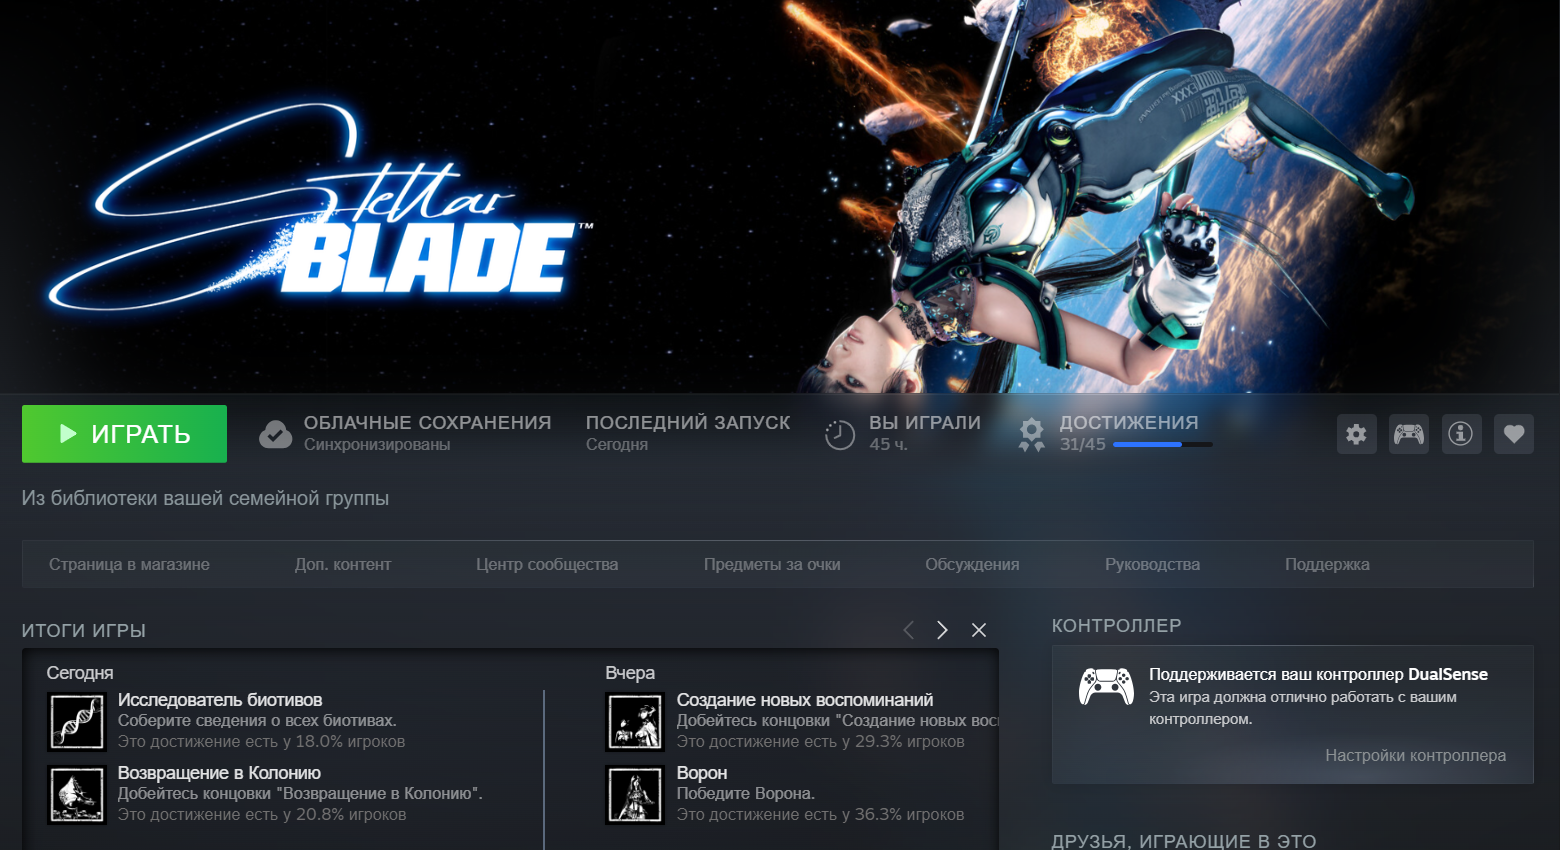 Stellar
BLADE™
ИГРАТЬ
ОБЛАЧНЫЕ СОХРАНЕНИЯ
Синхронизированы
ПОСЛЕДНИЙ ЗАПУСК
Сегодня
ВЫ ИГРАЛИ
45 ч.
ДОСТИЖЕНИЯ
31/45
Из библиотеки вашей семейной группы
Страница в магазине
Доп. контент
Центр сообщества
Предметы за очки
Обсуждения
Руководства
Поддержка
ИТОГИ ИГРЫ
Сегодня
Исследователь биотивов
Соберите сведения о всех биотивах.
Это достижение есть у 18.0% игроков
Возвращение в Колонию
Добейтесь концовки "Возвращение в Колонию".
Это достижение есть у 20.8% игроков
Вчера
Создание новых воспоминаний
Добейтесь концовки "Создание новых вос
Это достижение есть у 29.3% игроков
Ворон
Победите Ворона.
Это достижение есть у 36.3% игроков
КОНТРОЛЛЕР
Поддерживается ваш контроллер DualSense
Эта игра должна отлично работать с вашим
контроллером.
Настройки контроллера
ДРУЗЬЯ, ИГРАЮЩИЕ В ЭТО